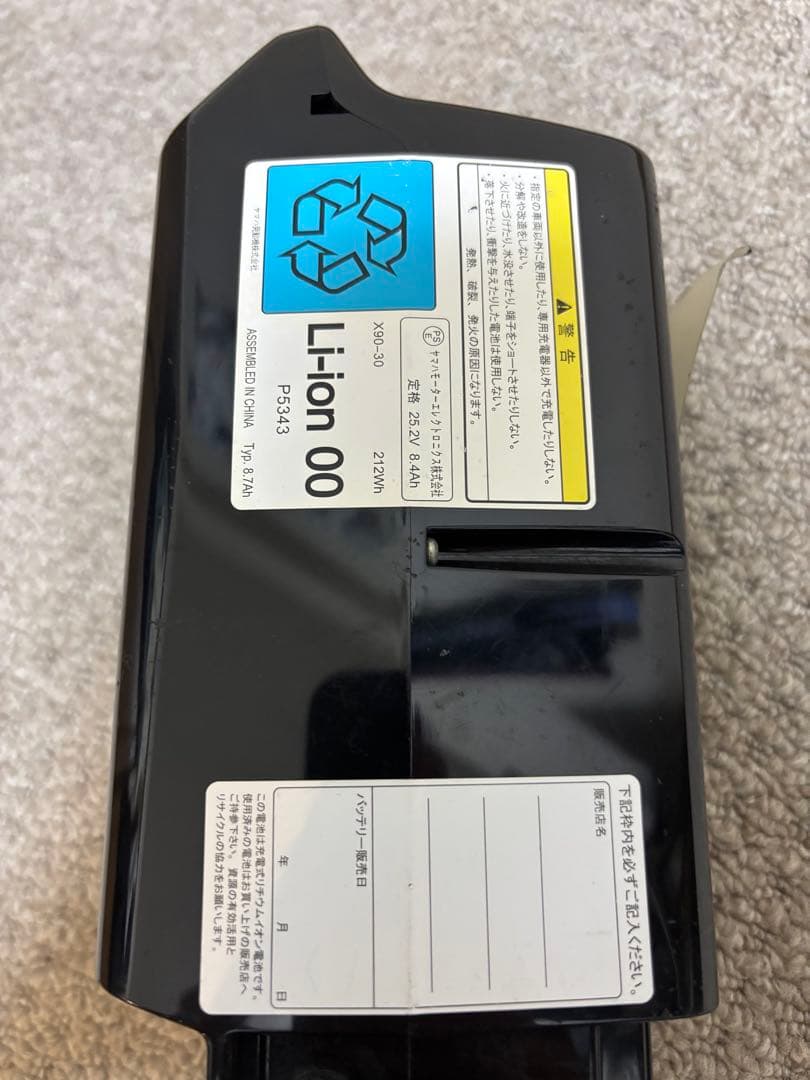 ⚠警告
・指定の車両以外に使用したり、専用充電器以外で充電したりしない。
・分解や改造をしない。
・火に近づけたり、水没させたり、端子をショートさせたりしない。
・落下させたり、衝撃を与えたりした電池は使用しない。
発熱、破裂、発火の原因になります。
PS
E
ヤマハモーターエレクトロニクス株式会社
定格 25.2V 8.4Ah
X90-30 212Wh
Li-ion 00
P5343
ASSEMBLED IN CHINA Typ. 8.7Ah
ヤマハ発動機株式会社
下記枠内を必ずご記入ください。
販売店名
バッテリー販売日
年 月 日
この電池は充電式リチウムイオン電池です。
使用済みの電池はお買い上げの販売店へ
ご持参下さい。資源の有効活用と
リサイクルの協力をお願いします。